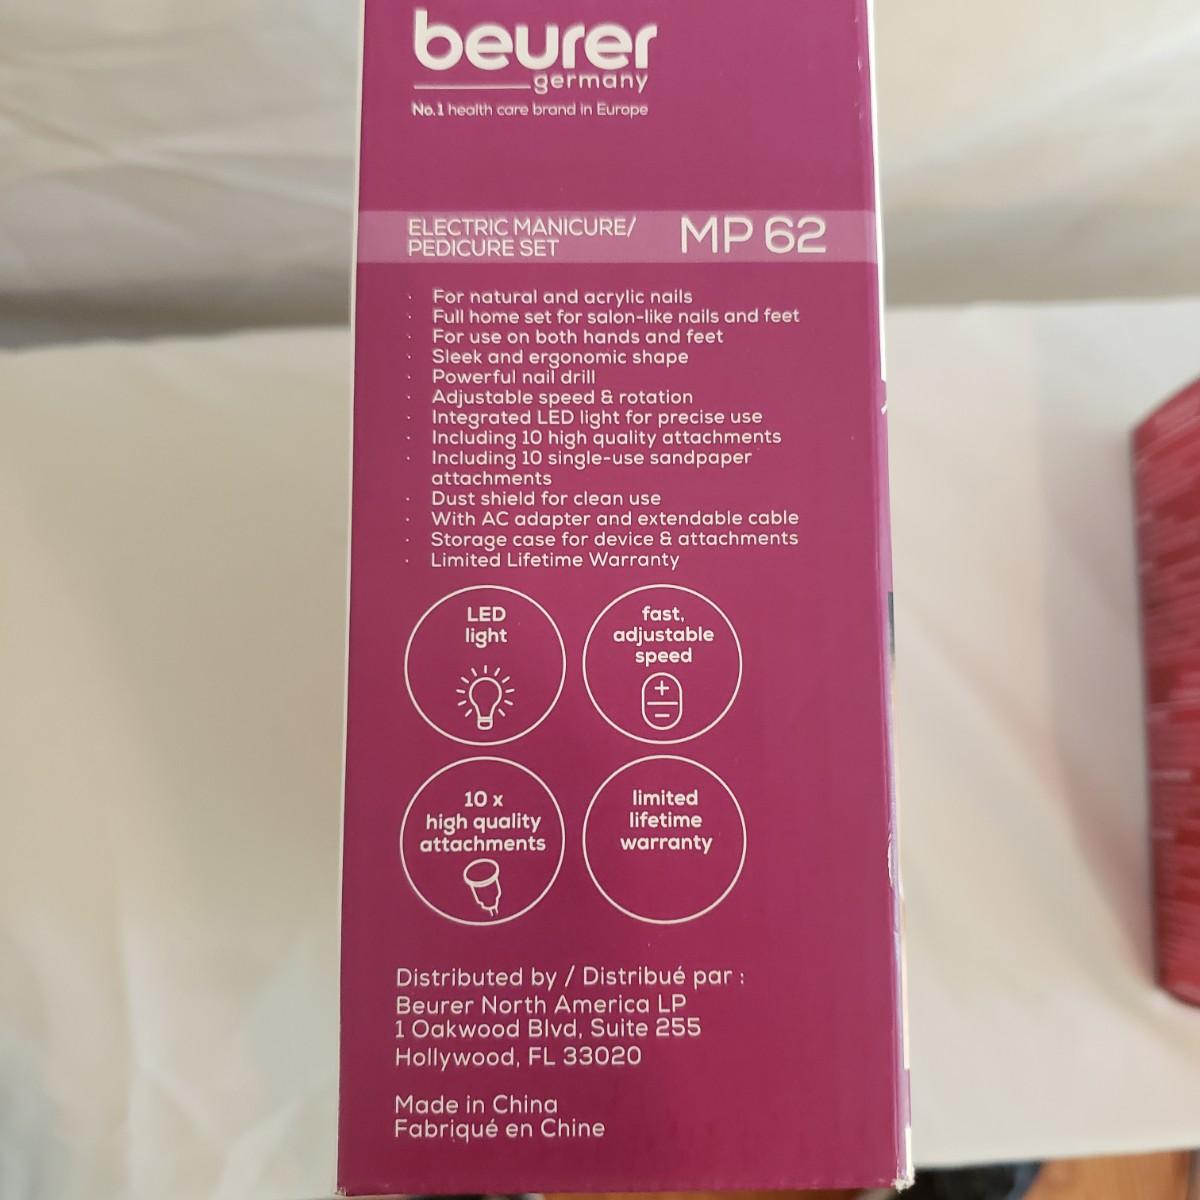 beurer
germany
No.1 health care brand in Europe
ELECTRIC MANICURE/
PEDICURE SET
MP 62
· For natural and acrylic nails
· Full home set for salon-like nails and feet
· For use on both hands and feet
· Sleek and ergonomic shape
· Powerful nail drill
· Adjustable speed & rotation
· Integrated LED light for precise use
· Including 10 high quality attachments
· Including 10 single-use sandpaper
attachments
· Dust shield for clean use
· With AC adapter and extendable cable
· Storage case for device & attachments
· Limited Lifetime Warranty
LED
light
fast,
adjustable
speed
10 x
high quality
attachments
limited
lifetime
warranty
Distributed by / Distribué par :
Beurer North America LP
1 Oakwood Blvd, Suite 255
Hollywood, FL 33020
Made in China
Fabriqué en Chine